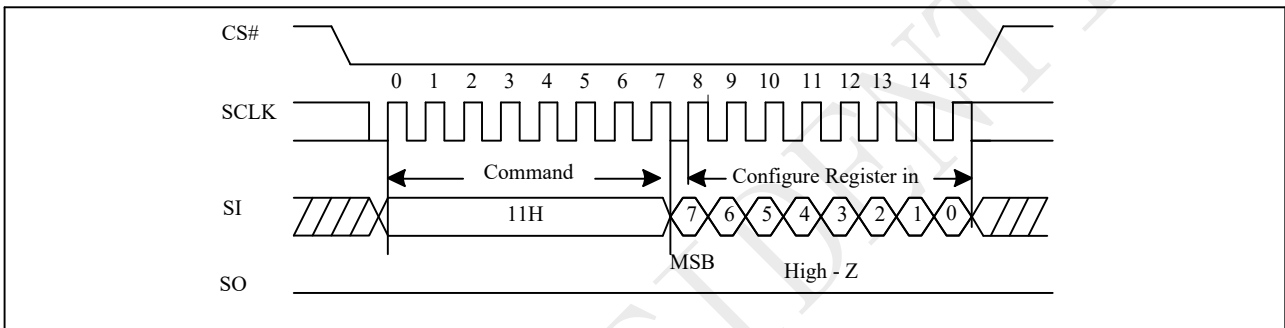 CS#
0 1 2 3 4 5 6 7 8 9 10 11 12 13 14 15
SCLK
Command Configure Register in
SI 11H 7 6 5 4 3 2 1 0
MSB High - Z
SO